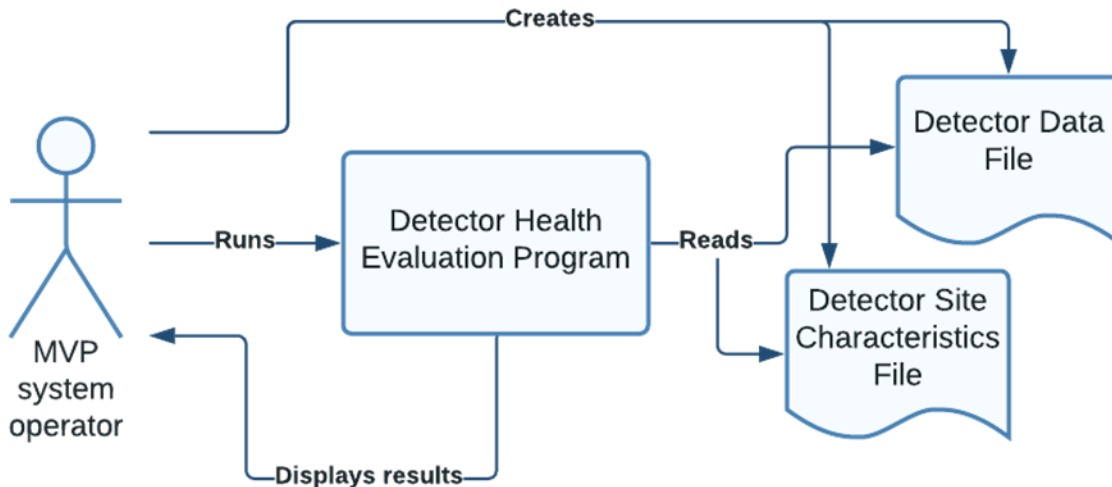 Creates
Detector Data
File
Detector Health
Evaluation Program
Runs
Reads
Detector Site
Characteristics
File
MVP
system
operator
Displays results